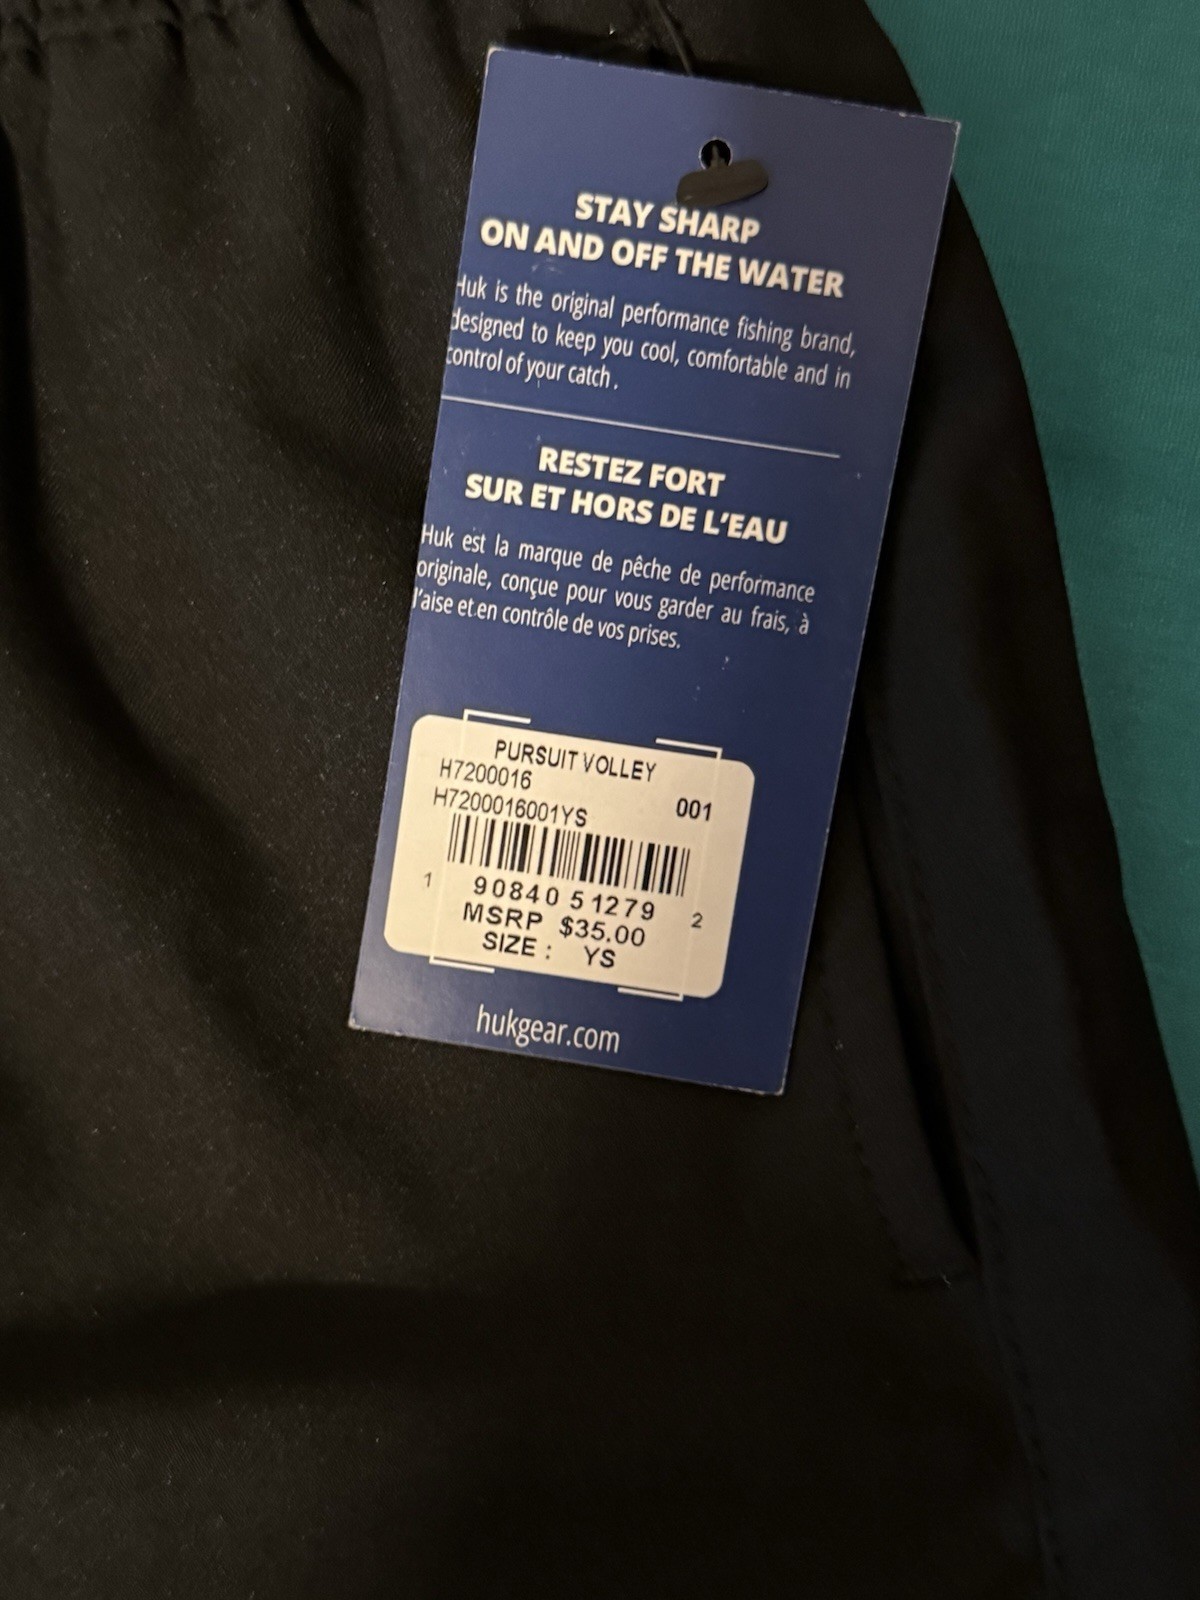 STAY SHARP
ON AND OFF THE WATER
Huk is the original performance fishing brand,
designed to keep you cool, comfortable and in
control of your catch.
RESTEZ FORT
SUR ET HORS DE L'EAU
Huk est la marque de pêche de performance
originale, conçue pour vous garder au frais, à
l'aise et en contrôle de vos prises.
PURSUIT VOLLEY
H7200016 001
H7200016001YS
1 90840 51279 2
MSRP $35.00
SIZE : YS
hukgear.com